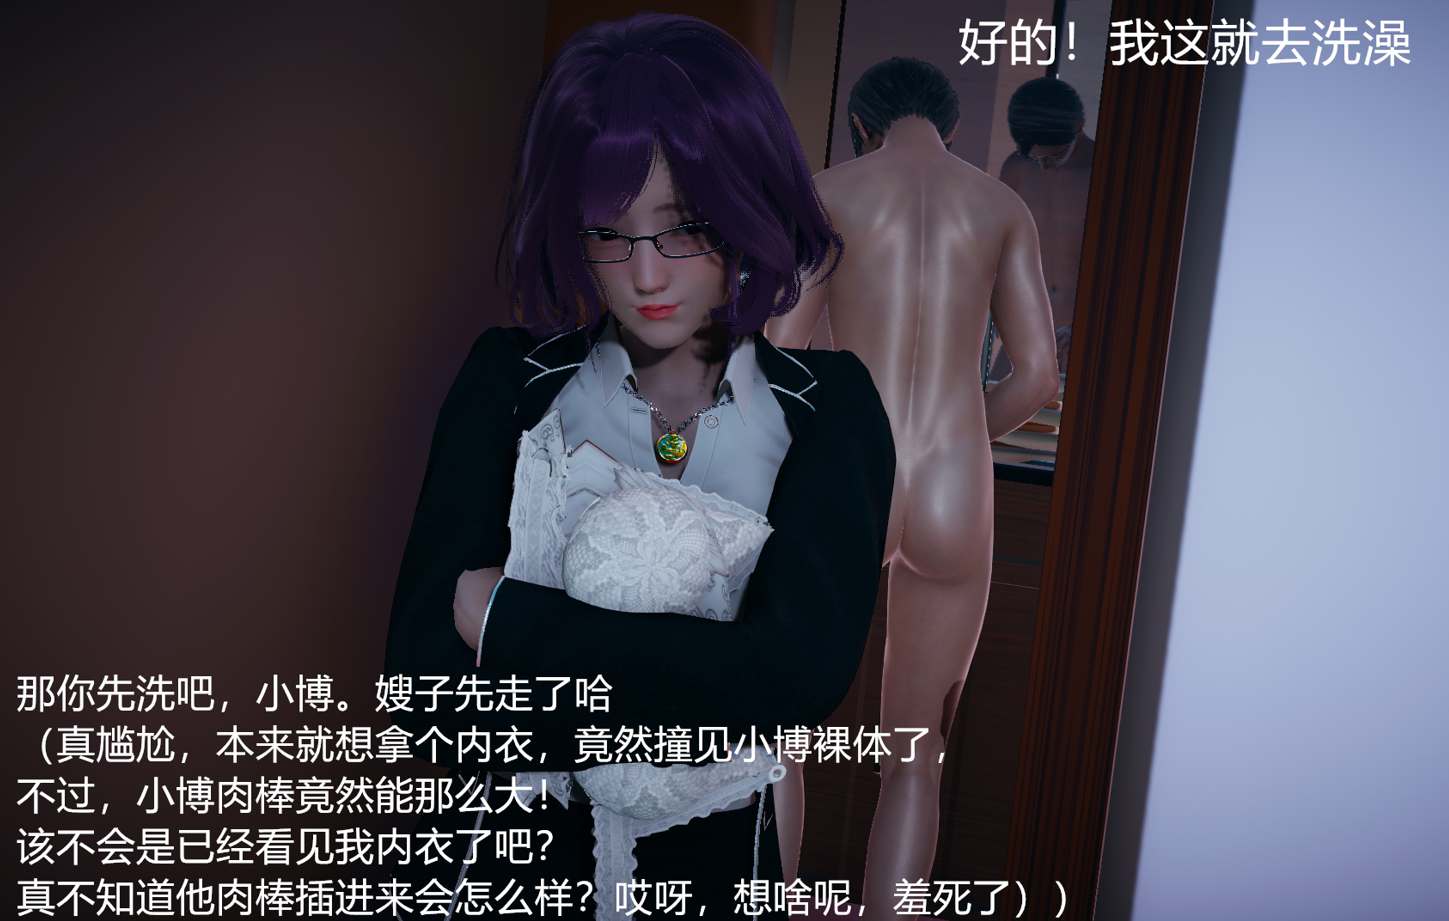 好的！我这就去洗澡
那你先洗吧，小博。嫂子先走了哈
（真尴尬，本来就想拿个内衣，竟然撞见小博裸体了，
不过，小博肉棒竟然能那么大！
该不会是已经看见我内衣了吧？
真不知道他肉棒插进来会怎么样？哎呀，想啥呢，羞死了））